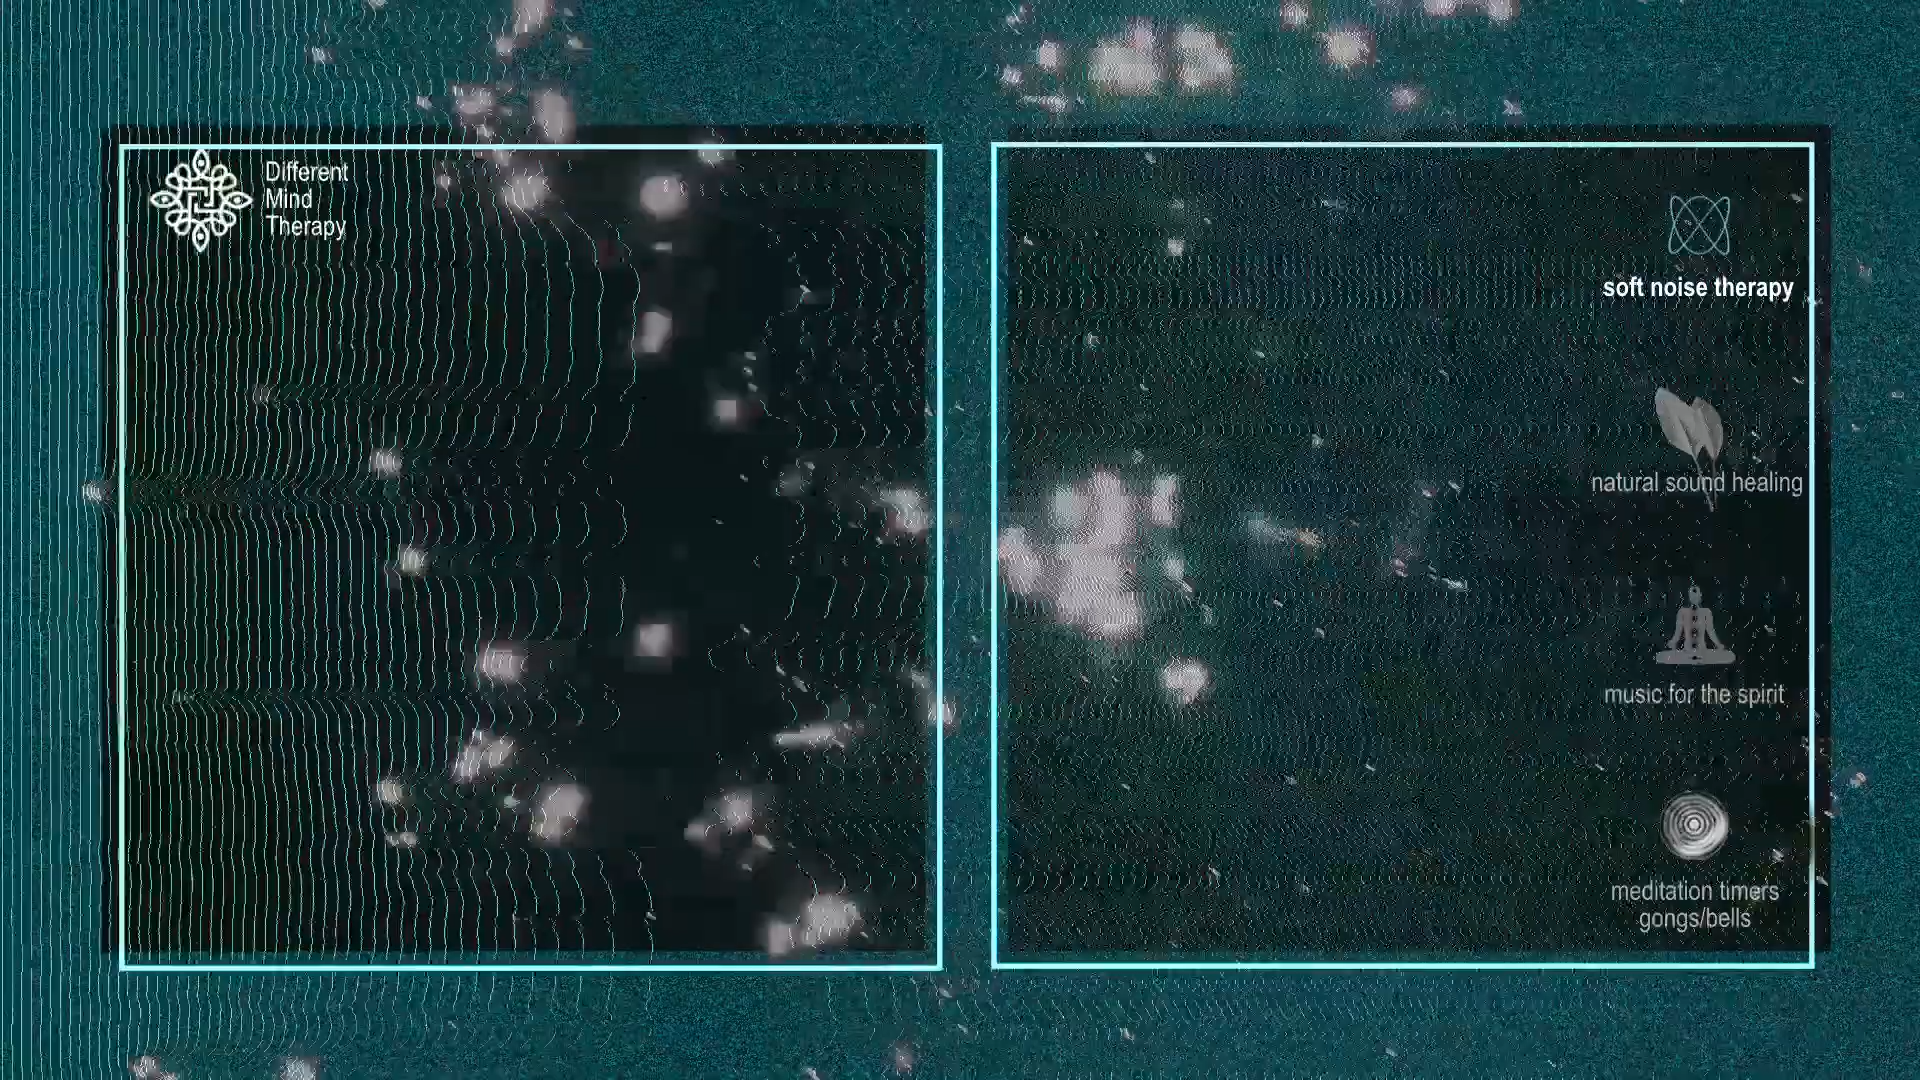 Different
Mind
Therapy
soft noise therapy
natural sound healing
music for the spirit
meditation timers
gongs/bells